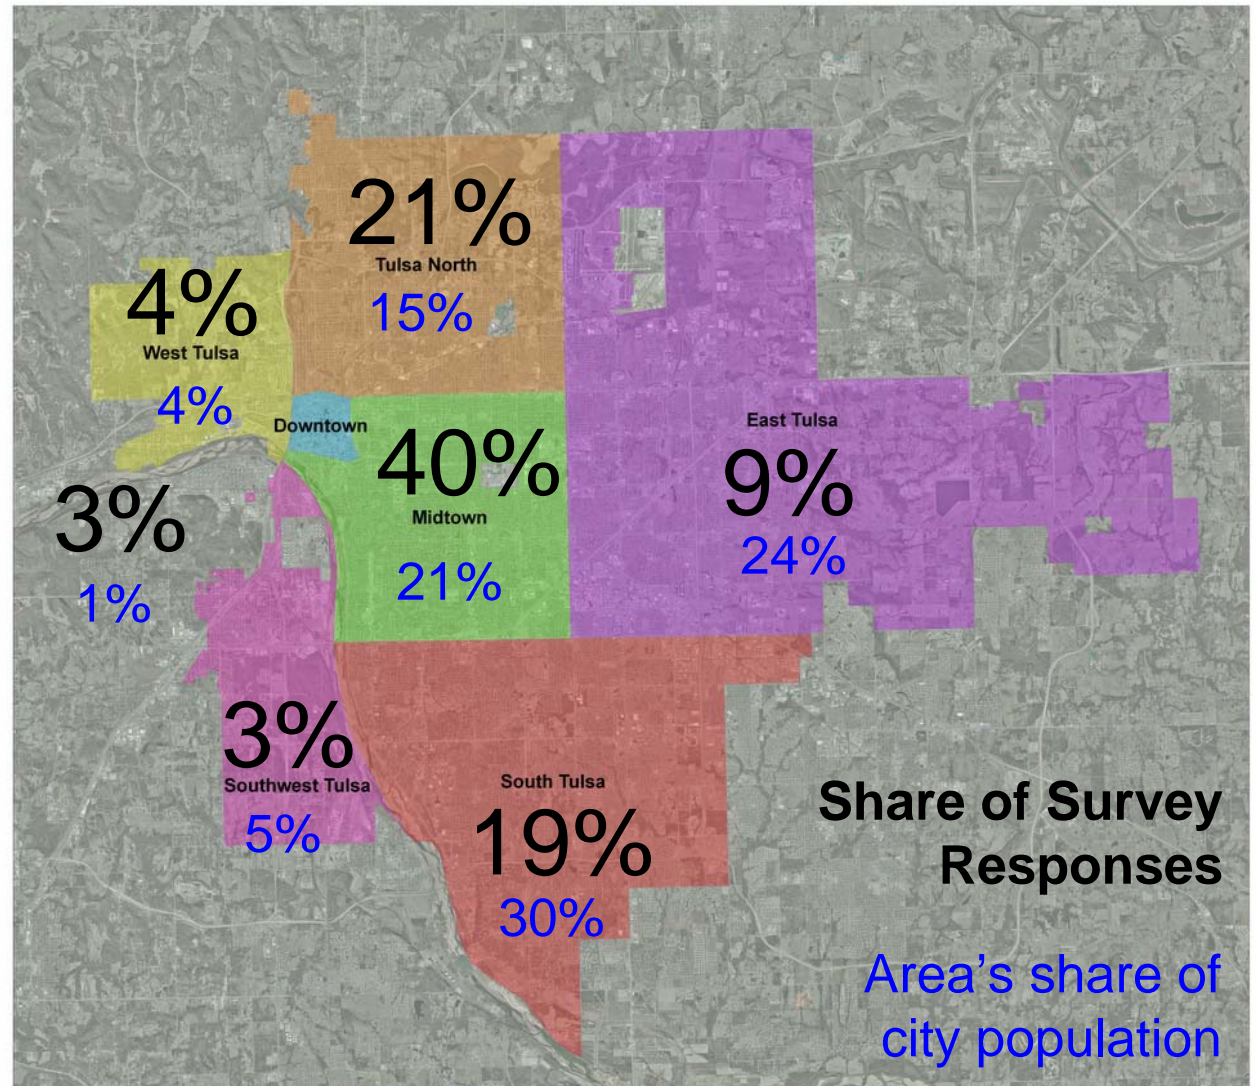 21%
Tulsa North
15%
4%
West Tulsa
4%
Downtown
40%
Midtown
21%
East Tulsa
9%
24%
3%
1%
3%
Southwest Tulsa
5%
South Tulsa
19%
30%
Share of Survey
Responses
Area’s share of
city population